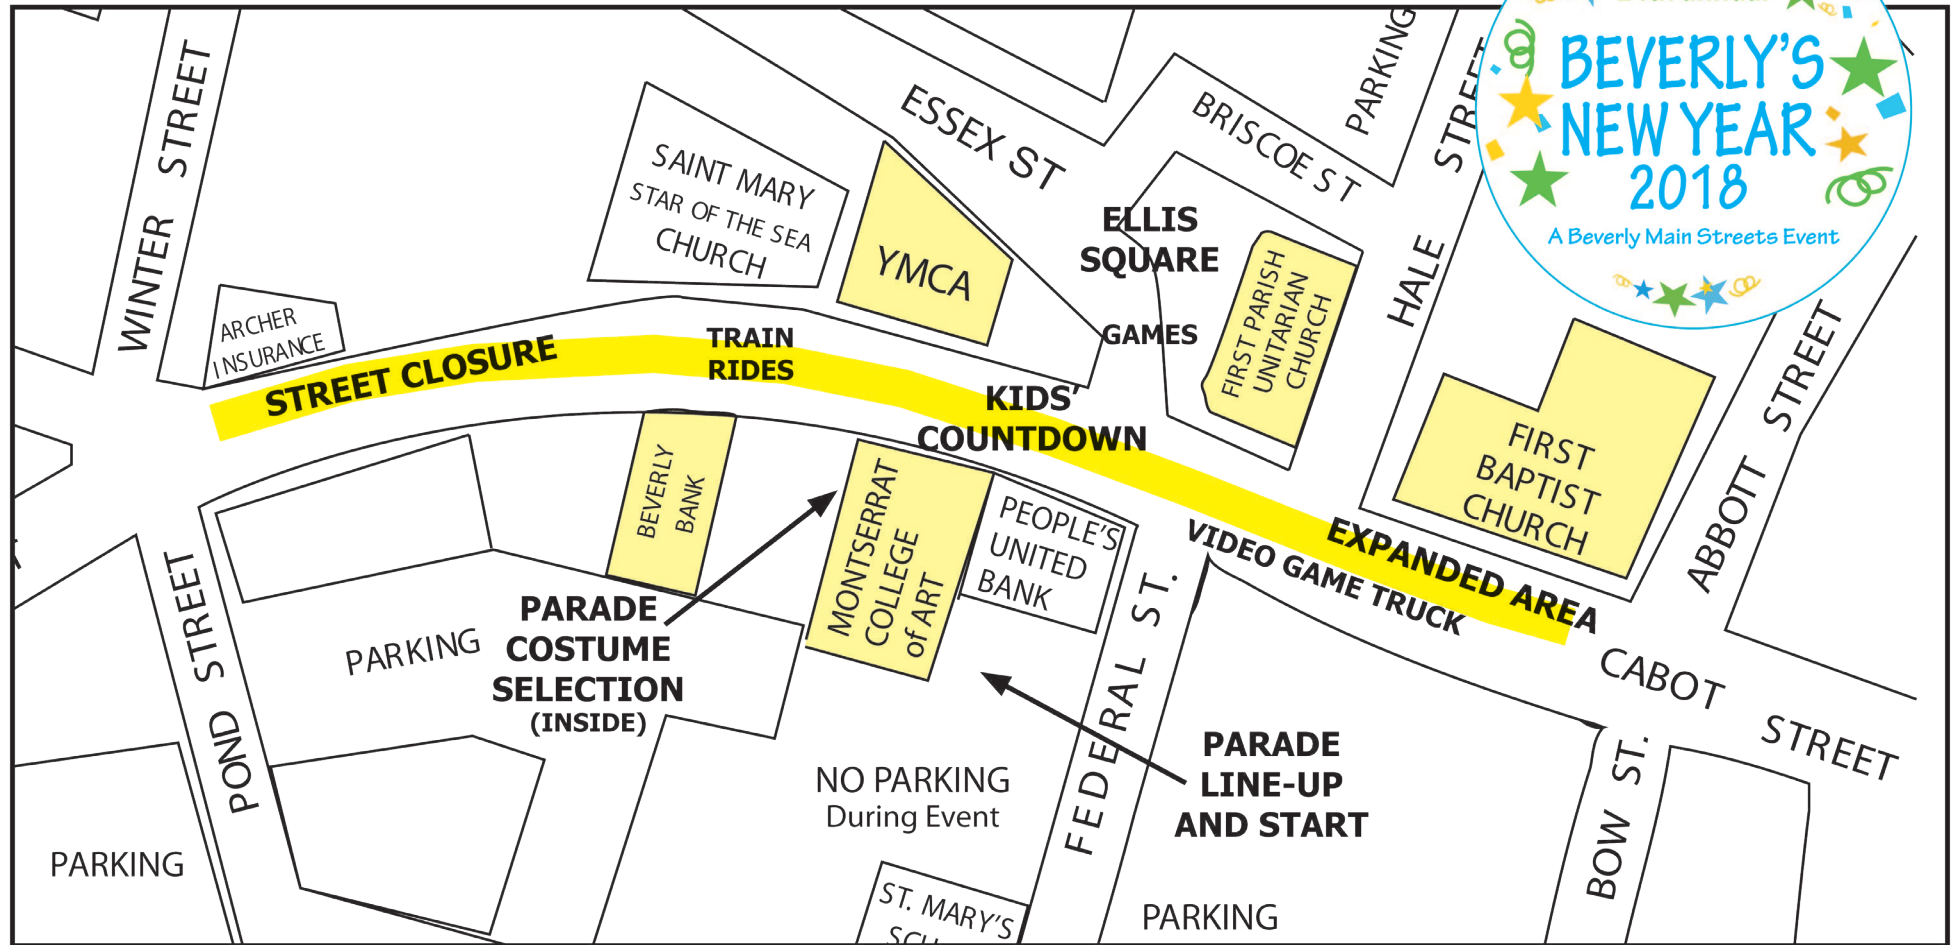 BEVERLY'S
NEW YEAR
2018
A Beverly Main Streets Event
WINTER STREET
ESSEX ST
BRISCOE ST
PARKING
HALE STREET
SAINT MARY
STAR OF THE SEA
CHURCH
YMCA
ELLIS
SQUARE
GAMES
FIRST PARISH
UNITARIAN
CHURCH
ARCHER
INSURANCE
STREET CLOSURE
TRAIN
RIDES
KIDS'
COUNTDOWN
FIRST
BAPTIST
CHURCH
ABBOTT STREET
BEVERLY
BANK
MONTSERRAT
COLLEGE
of ART
PEOPLE'S
UNITED
BANK
EXPANDED AREA
VIDEO GAME TRUCK
CABOT STREET
POND STREET
PARKING
PARADE
COSTUME
SELECTION
(INSIDE)
FEDERAL ST.
PARADE
LINE-UP
AND START
BOW ST.
NO PARKING
During Event
PARKING
ST. MARY'S
PARKING